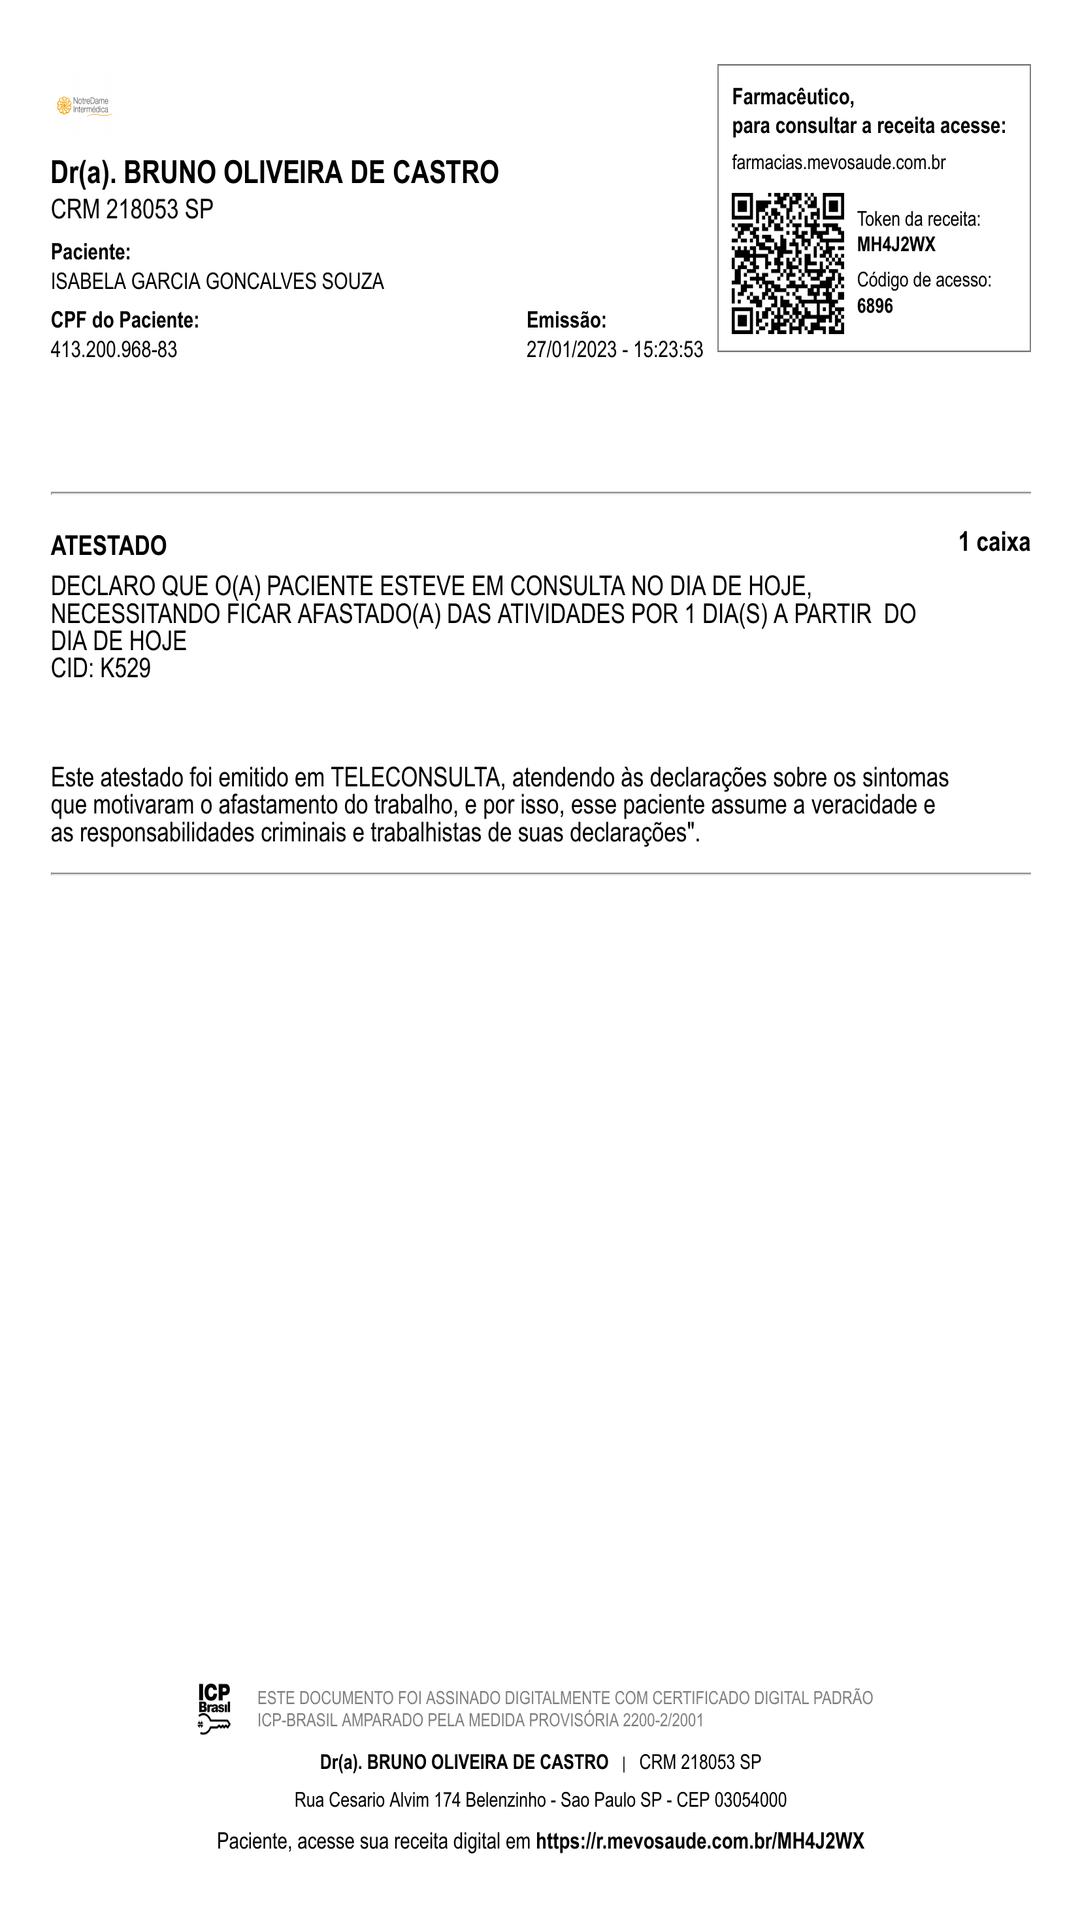 NotreDame
Intermédica
Farmacêutico,
para consultar a receita acesse:
farmacias.mevosaude.com.br
Token da receita:
MH4J2WX
Código de acesso:
6896
Dr(a). BRUNO OLIVEIRA DE CASTRO
CRM 218053 SP
Paciente:
ISABELA GARCIA GONCALVES SOUZA
CPF do Paciente:
413.200.968-83
Emissão:
27/01/2023 - 15:23:53
ATESTADO
1 caixa
DECLARO QUE O(A) PACIENTE ESTEVE EM CONSULTA NO DIA DE HOJE,
NECESSITANDO FICAR AFASTADO(A) DAS ATIVIDADES POR 1 DIA(S) A PARTIR  DO
DIA DE HOJE
CID: K529
Este atestado foi emitido em TELECONSULTA, atendendo às declarações sobre os sintomas
que motivaram o afastamento do trabalho, e por isso, esse paciente assume a veracidade e
as responsabilidades criminais e trabalhistas de suas declarações".
ICP
Brasil
ESTE DOCUMENTO FOI ASSINADO DIGITALMENTE COM CERTIFICADO DIGITAL PADRÃO
ICP-BRASIL AMPARADO PELA MEDIDA PROVISÓRIA 2200-2/2001
Dr(a). BRUNO OLIVEIRA DE CASTRO | CRM 218053 SP
Rua Cesario Alvim 174 Belenzinho - Sao Paulo SP - CEP 03054000
Paciente, acesse sua receita digital em https://r.mevosaude.com.br/MH4J2WX